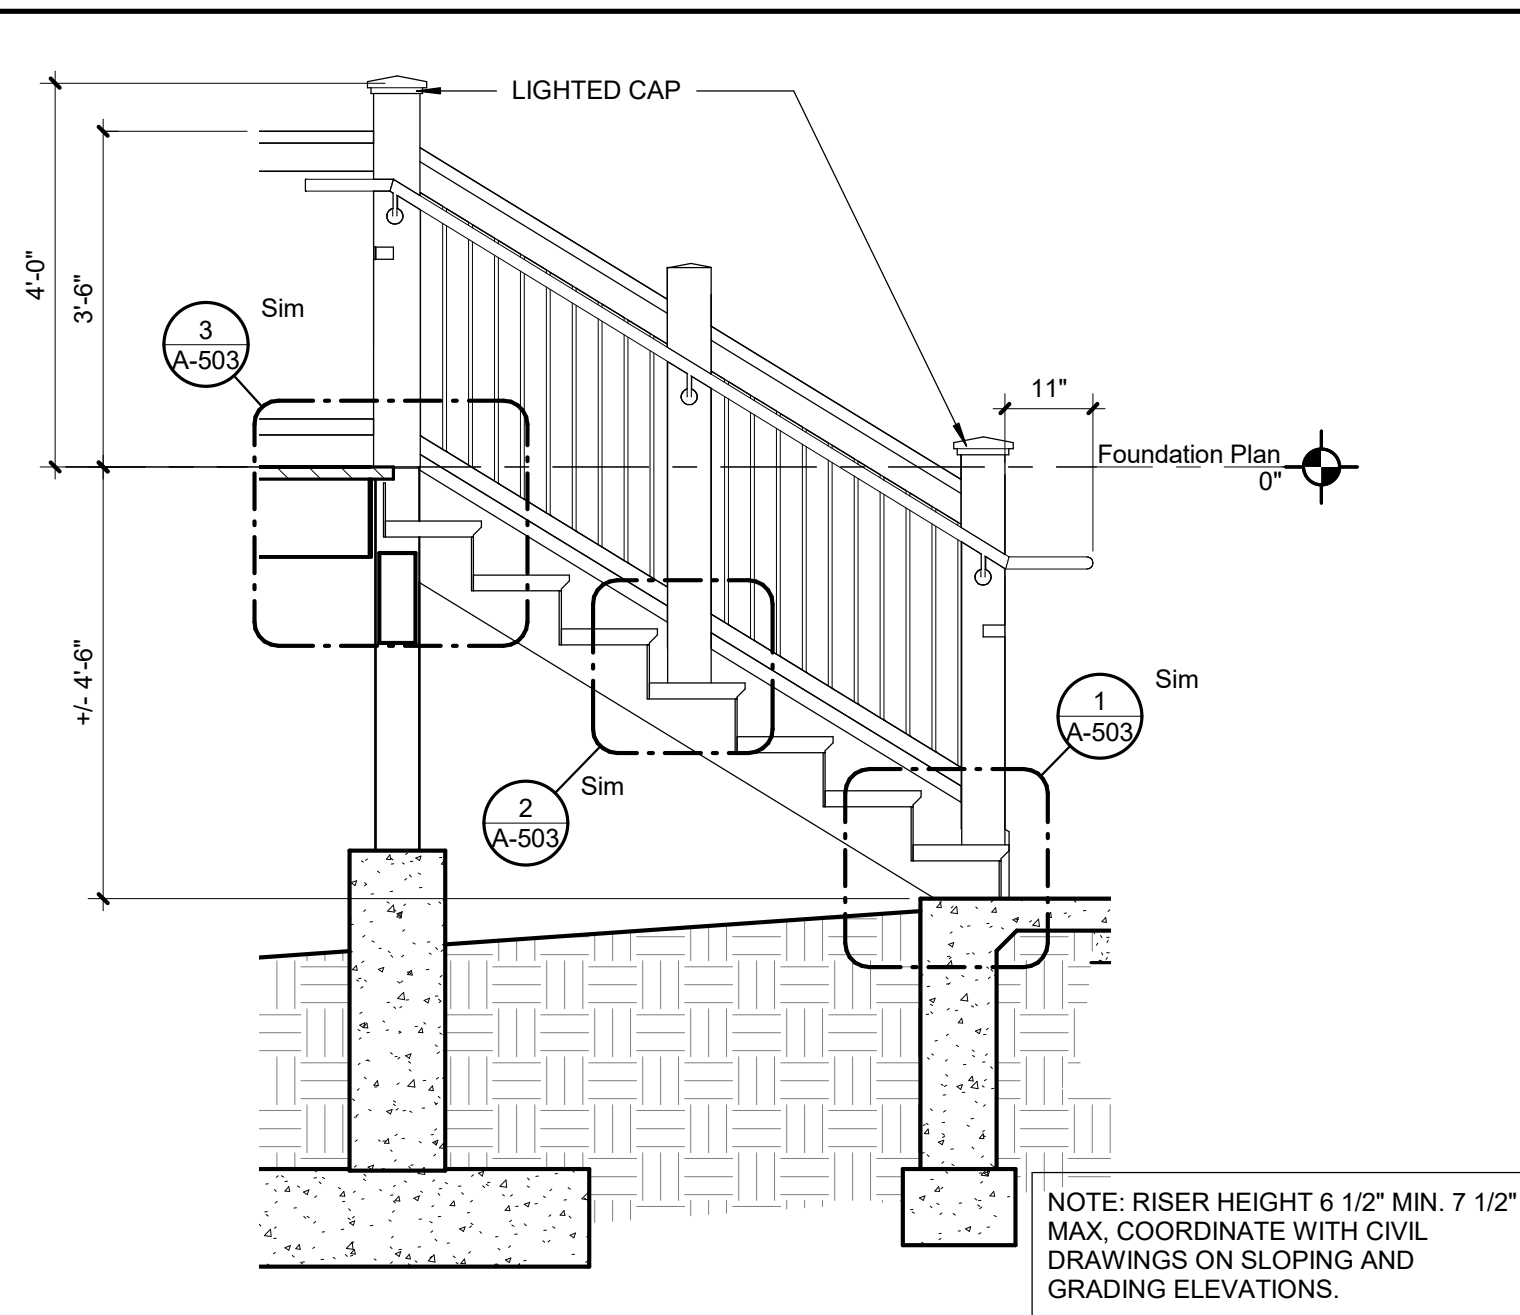 LIGHTED CAP
4'-0"
3'-6"
Sim
3
A-503
11"
Foundation Plan
0"
+/- 4'-6"
Sim
1
A-503
Sim
2
A-503
NOTE: RISER HEIGHT 6 1/2" MIN. 7 1/2"
MAX, COORDINATE WITH CIVIL
DRAWINGS ON SLOPING AND
GRADING ELEVATIONS.